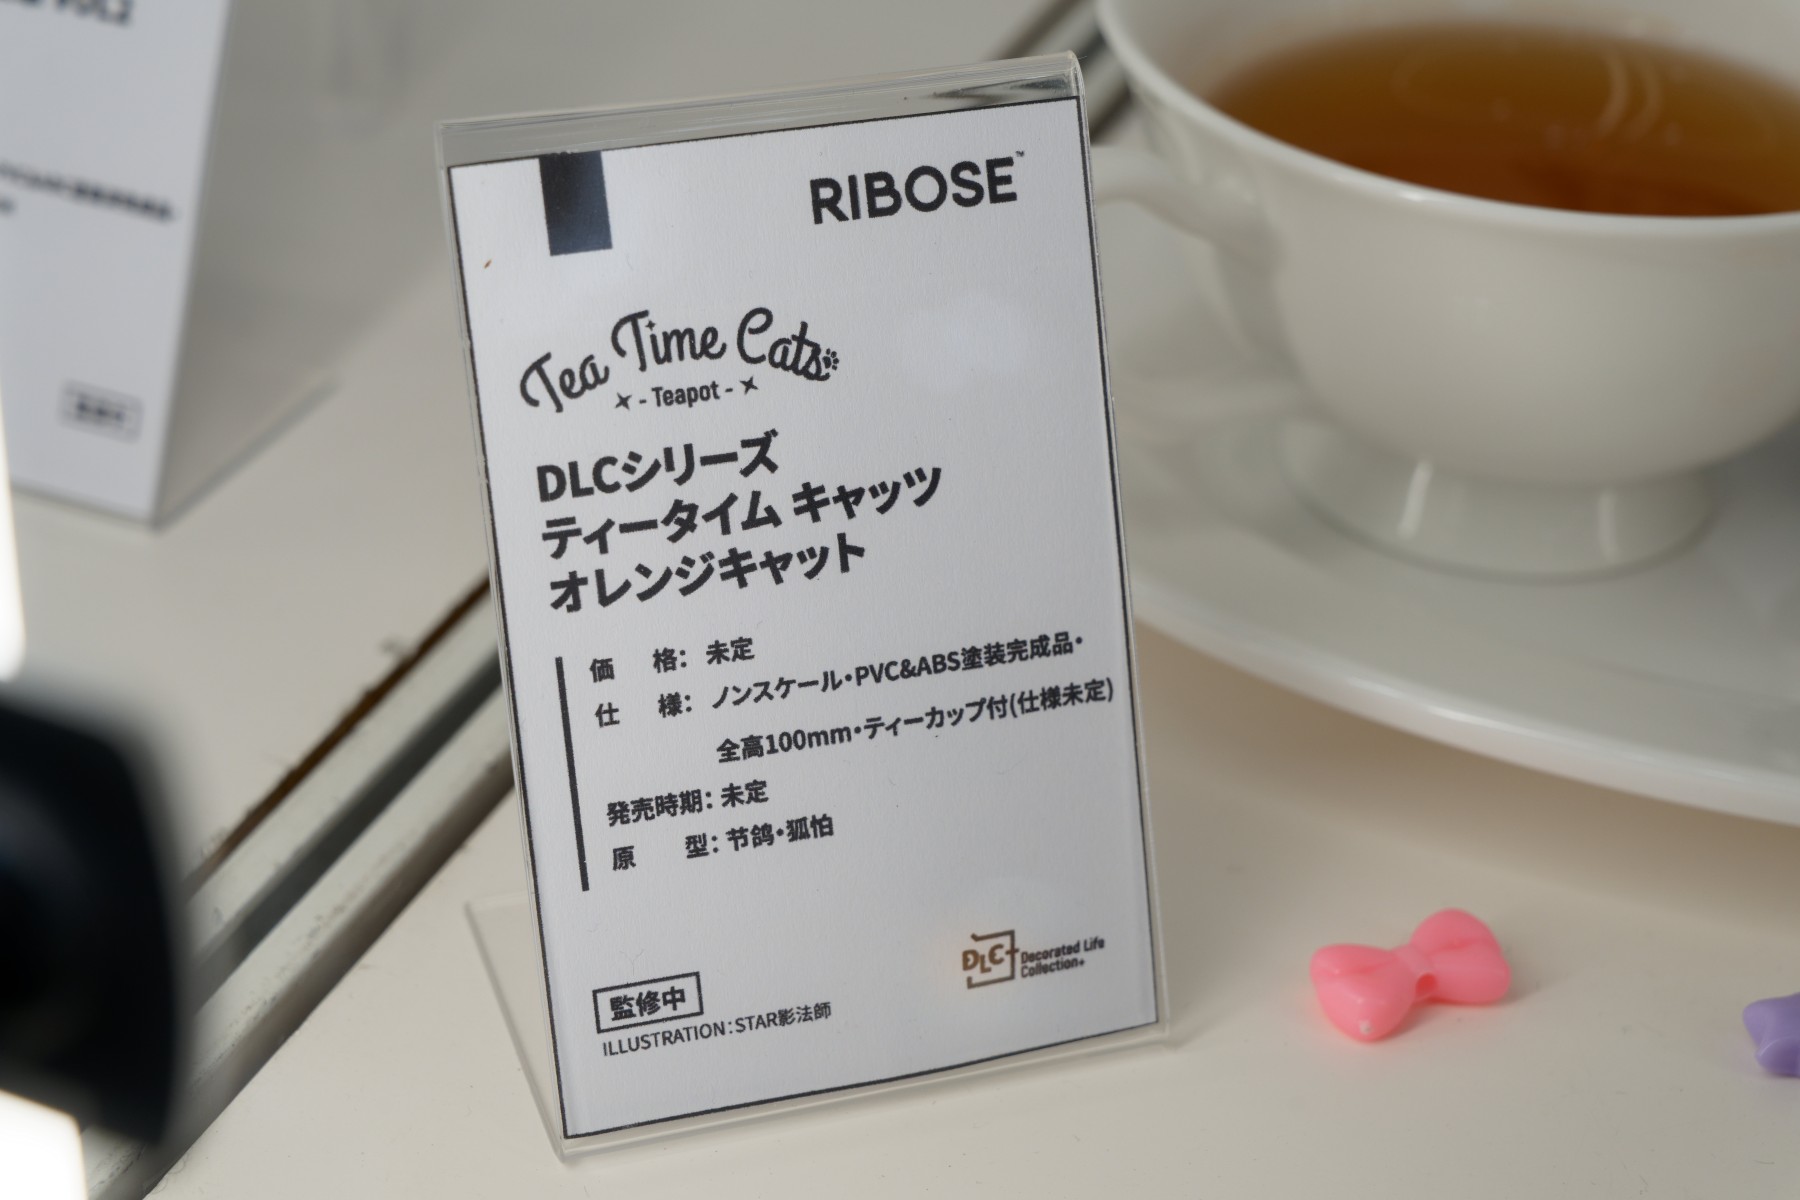 RIBOSE™
Tea Time Cats
- Teapot -
DLCシリーズ
ティータイム キャッツ
オレンジキャット
価　格：未定
仕　様：ノンスケール・PVC&ABS塗装完成品・
全高100mm・ティーカップ付(仕様未定)
発売時期：未定
原　型：节鸽・狐怕
監修中
ILLUSTRATION：STAR影法師
DLC+
Decorated Life
Collection+